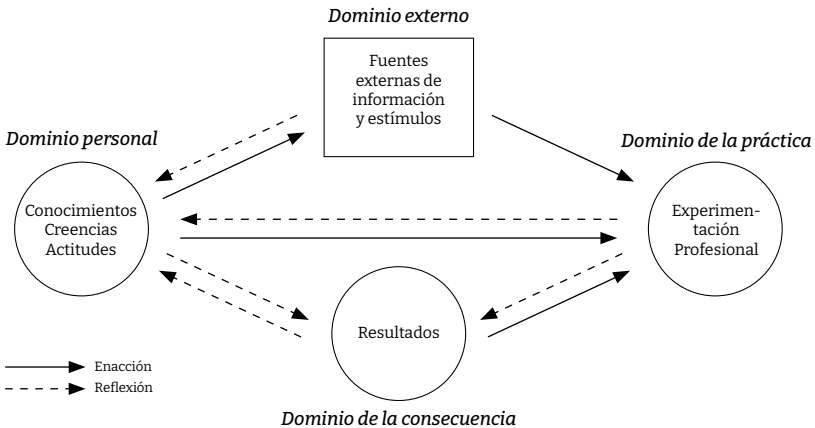 Dominio externo
Fuentes
externas de
información
y estímulos
Dominio personal
Dominio de la práctica
Conocimientos
Creencias
Actitudes
Experimen-
tación
Profesional
Resultados
Enacción
Reflexión
Dominio de la consecuencia